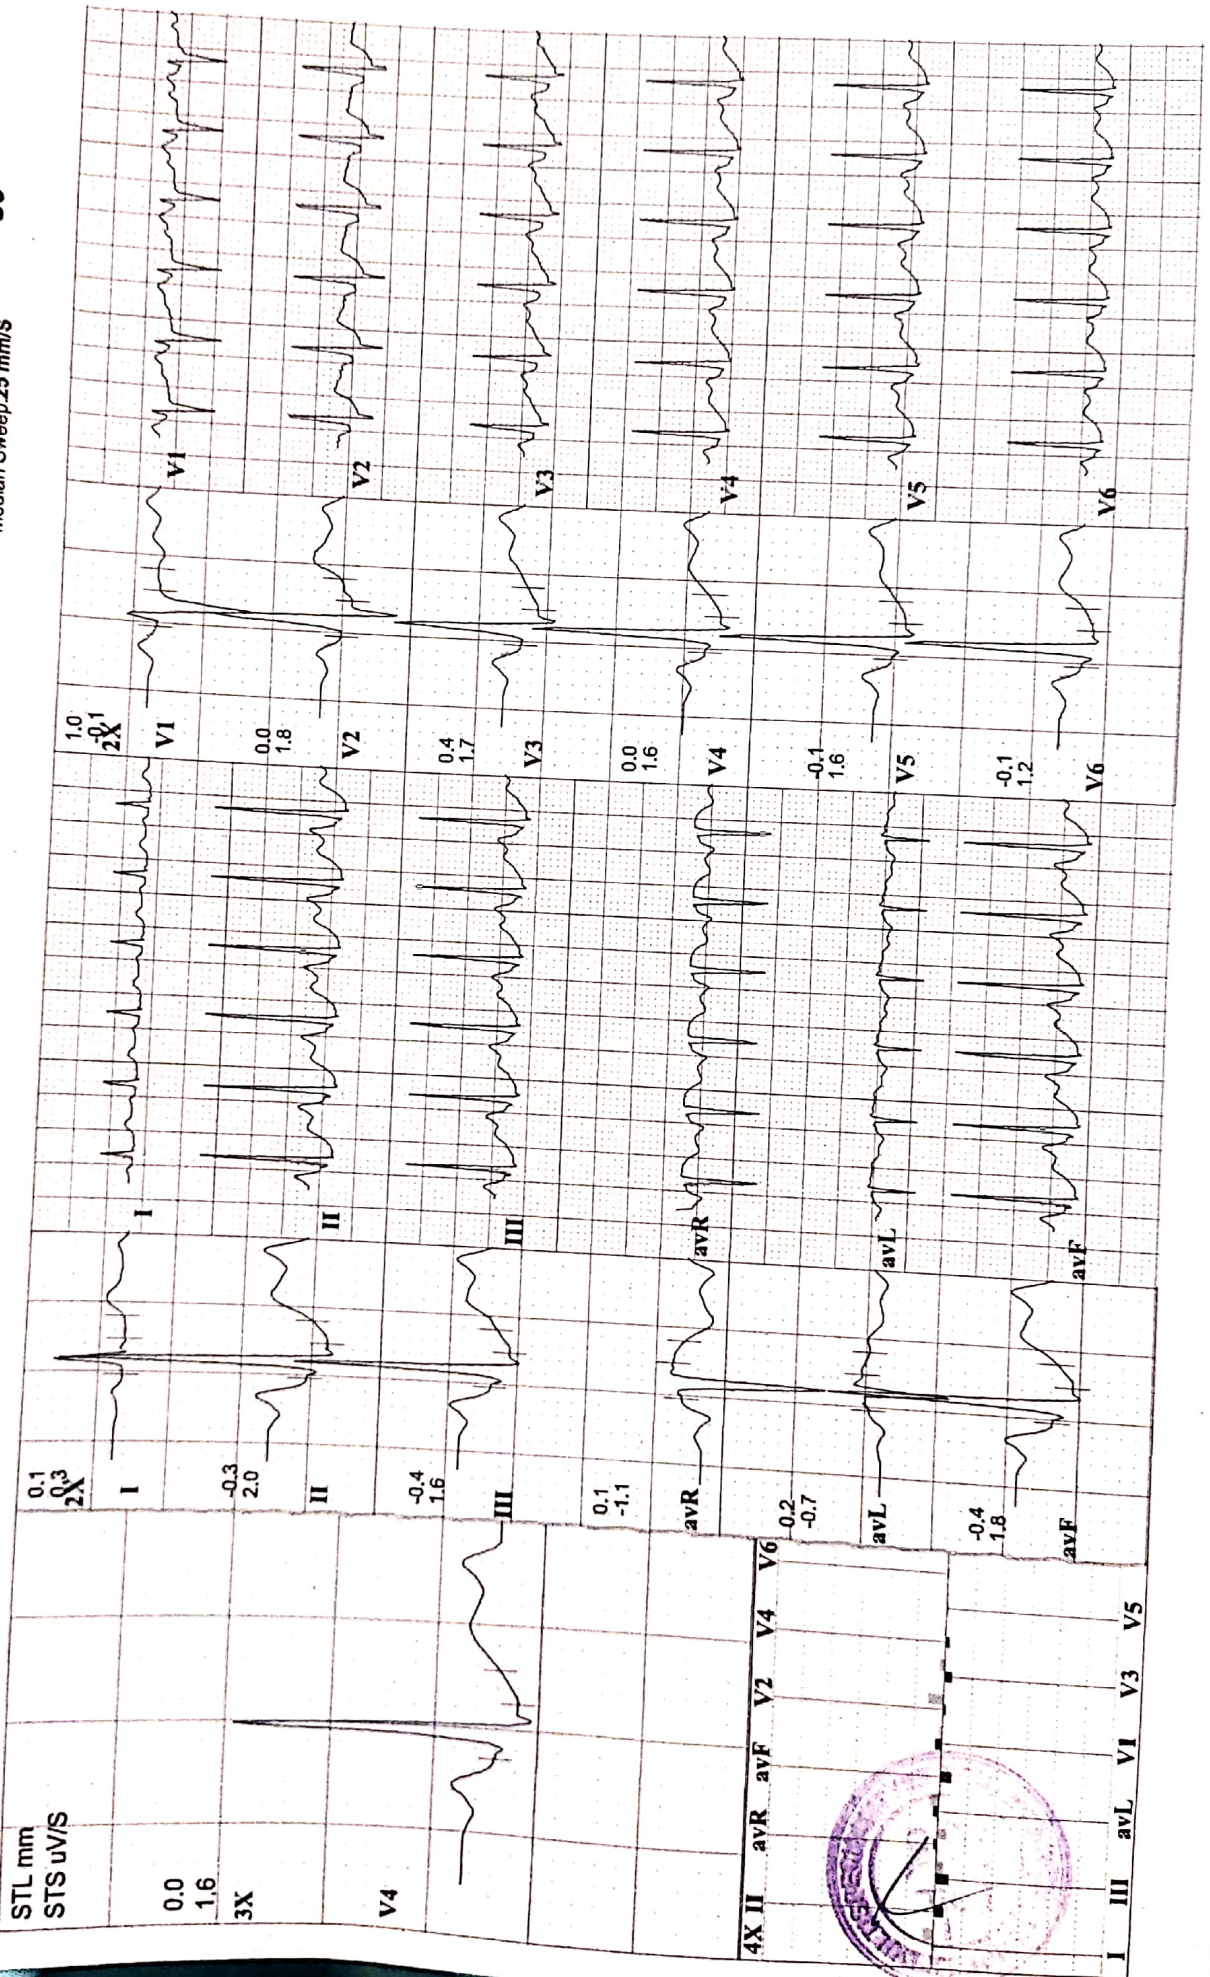 Median Sweep:25 mm/s
STL mm
STS uV/S
0.0
1.6
3X
V4
0.1
0.3
2X
I
-0.3
2.0
II
-0.4
1.6
III
0.1
-1.1
avR
0.2
-0.7
avL
-0.4
1.8
avF
I
II
III
avR
avL
avF
1.0
-0.1
2X
V1
0.0
1.8
V2
0.4
1.7
V3
0.0
1.6
V4
-0.1
1.6
V5
-0.1
1.2
V6
V1
V2
V3
V4
V5
V6
4X II avR avF V2 V4 V6
I III avL V1 V3 V5